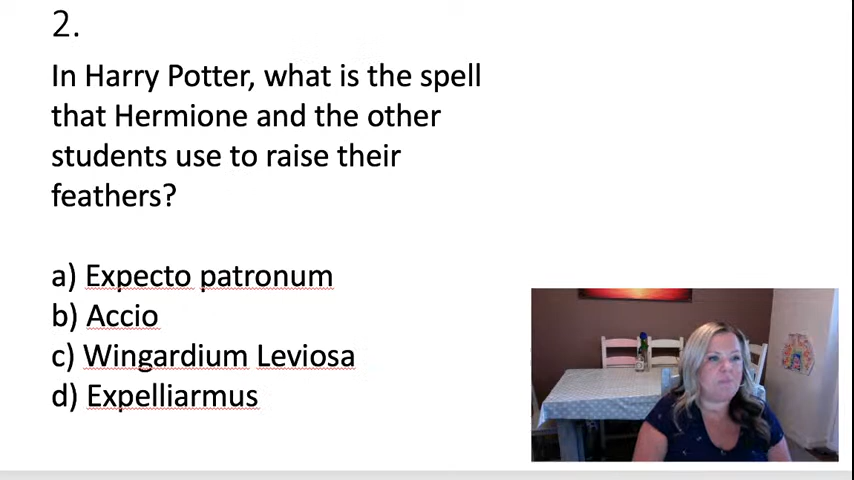 2.
In Harry Potter, what is the spell
that Hermione and the other
students use to raise their
feathers?
a) Expecto patronum
b) Accio
c) Wingardium Leviosa
d) Expelliarmus